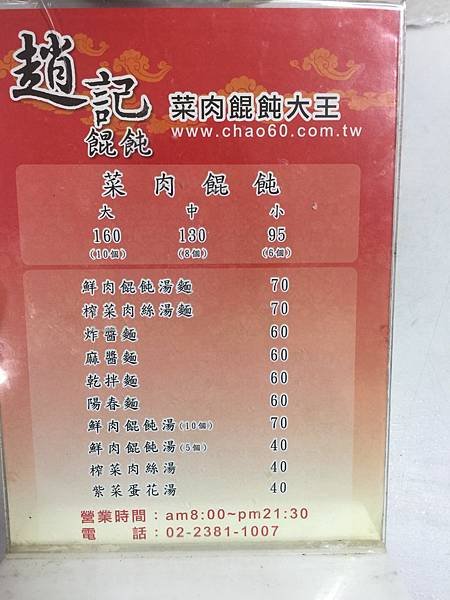 趙記
餛飩
菜肉餛飩大王
www.chao60.com.tw
菜肉餛飩
大 中 小
160 130 95
(10個) (8個) (6個)
鮮肉餛飩湯麵 70
榨菜肉絲湯麵 70
炸醬麵 60
麻醬麵 60
乾拌麵 60
陽春麵 60
鮮肉餛飩湯(10個) 70
鮮肉餛飩湯(5個) 40
榨菜肉絲湯 40
紫菜蛋花湯 40
營業時間：am8:00~pm21:30
電話：02-2381-1007